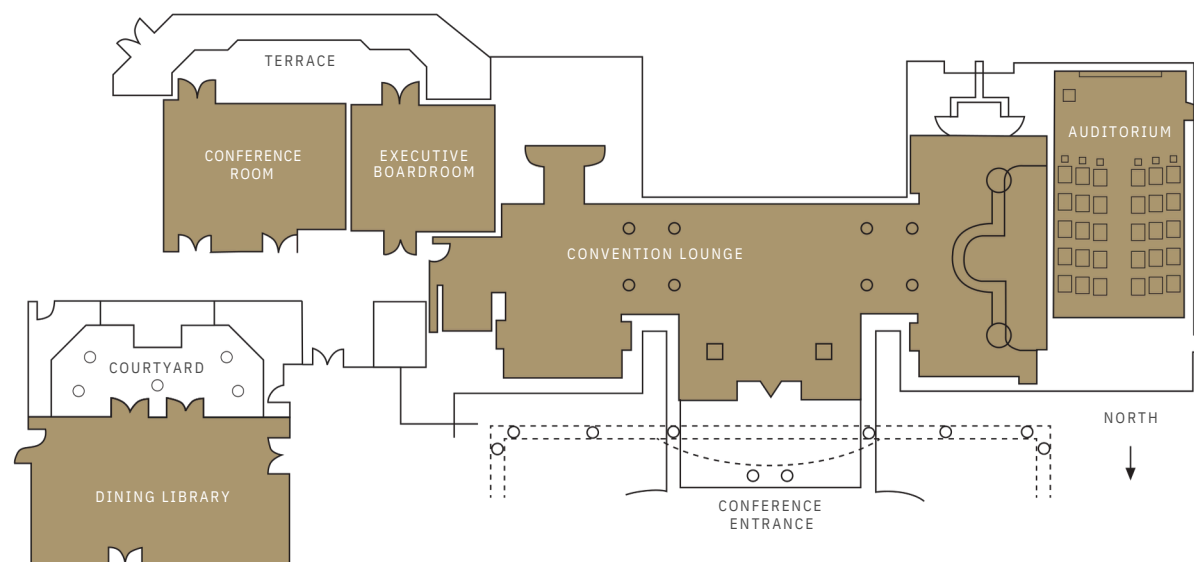 TERRACE
AUDITORIUM
CONFERENCE
ROOM
EXECUTIVE
BOARDROOM
CONVENTION LOUNGE
COURTYARD
NORTH
DINING LIBRARY
CONFERENCE
ENTRANCE